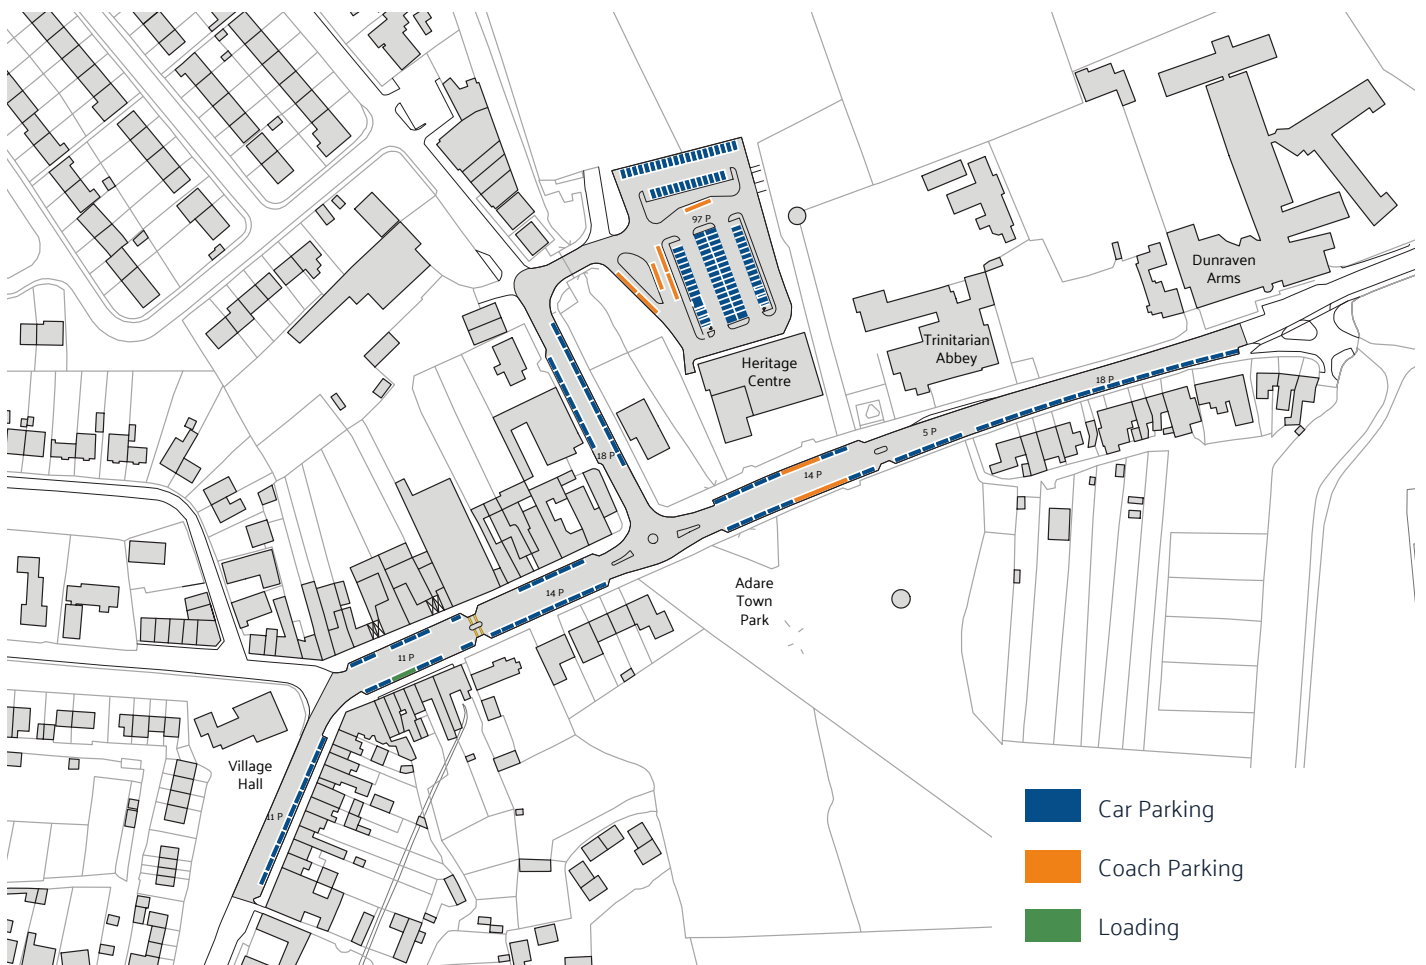 97 P
Dunraven
Arms
Trinitarian
Abbey
Heritage
Centre
18 P
5 P
18 P
14 P
14 P
Adare
Town
Park
11 P
Village
Hall
11 P
Car Parking
Coach Parking
Loading